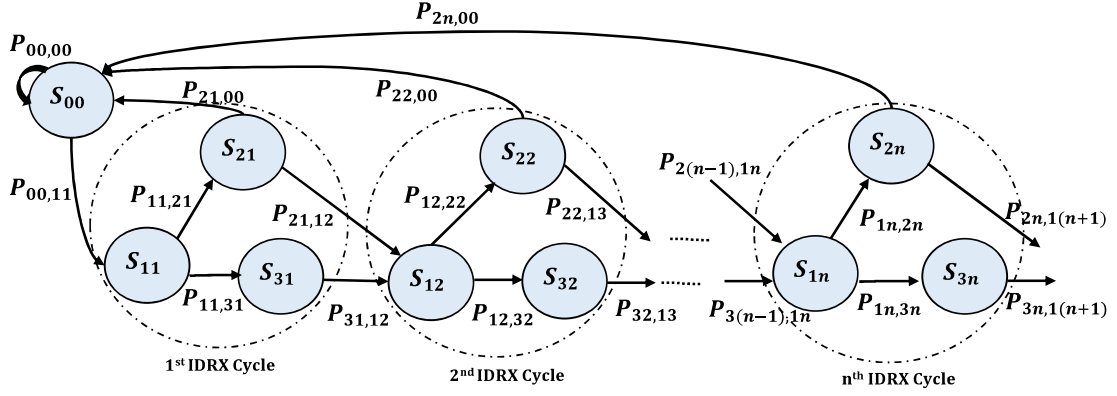 P2n,00
P00,00
S00
P21,00
P22,00
S21
S22
S2n
P2(n−1),1n
P00,11
P11,21
P21,12
P12,22
P22,13
P1n,2n
P2n,1(n+1)
S11
S31
S12
S32
........
S1n
S3n
.......
P11,31
P31,12
P12,32
P32,13
P3(n−1),1n
P1n,3n
P3n,1(n+1)
1st IDRX Cycle
2nd IDRX Cycle
nth IDRX Cycle